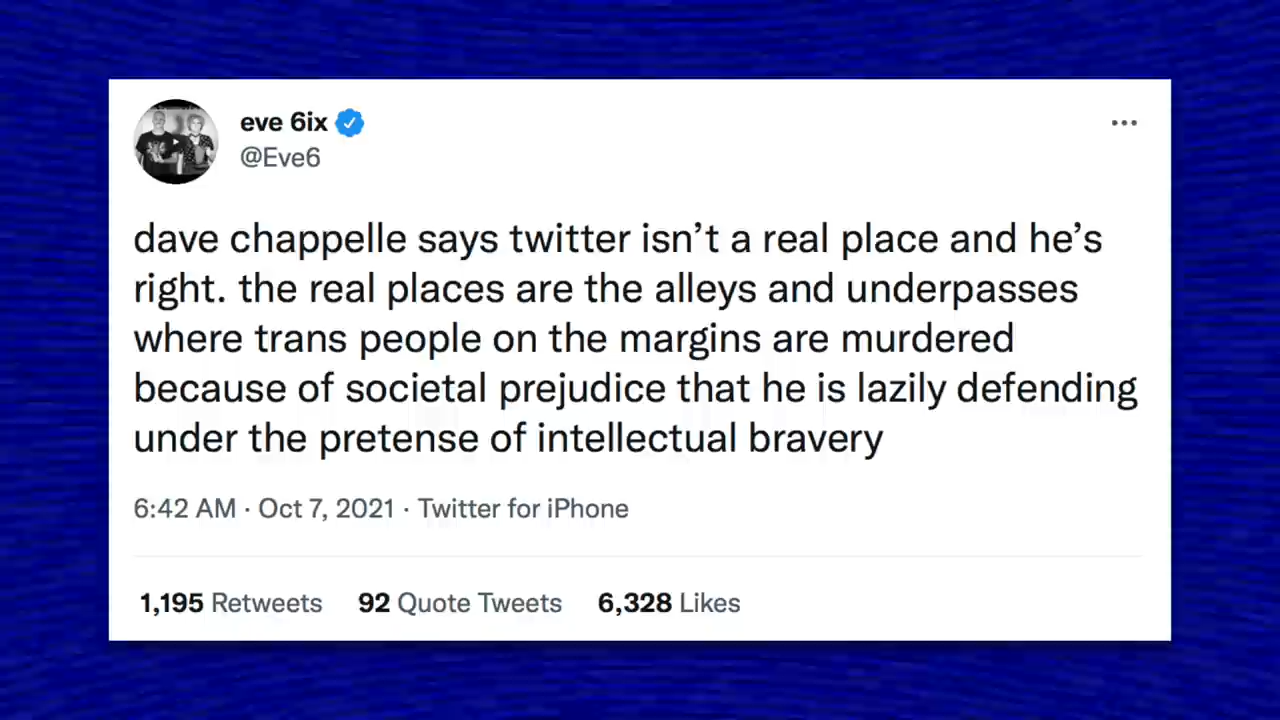 eve 6ix
@Eve6
dave chappelle says twitter isn’t a real place and he’s
right. the real places are the alleys and underpasses
where trans people on the margins are murdered
because of societal prejudice that he is lazily defending
under the pretense of intellectual bravery
6:42 AM · Oct 7, 2021 · Twitter for iPhone
1,195 Retweets 92 Quote Tweets 6,328 Likes